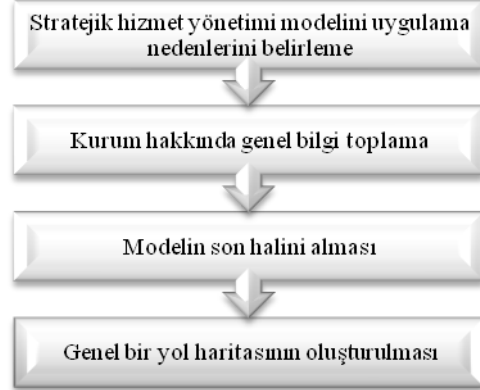 Stratejik hizmet yönetimi modelini uygulama
nedenlerini belirleme
Kurum hakkında genel bilgi toplama
Modelin son halini alması
Genel bir yol haritasının oluşturulması